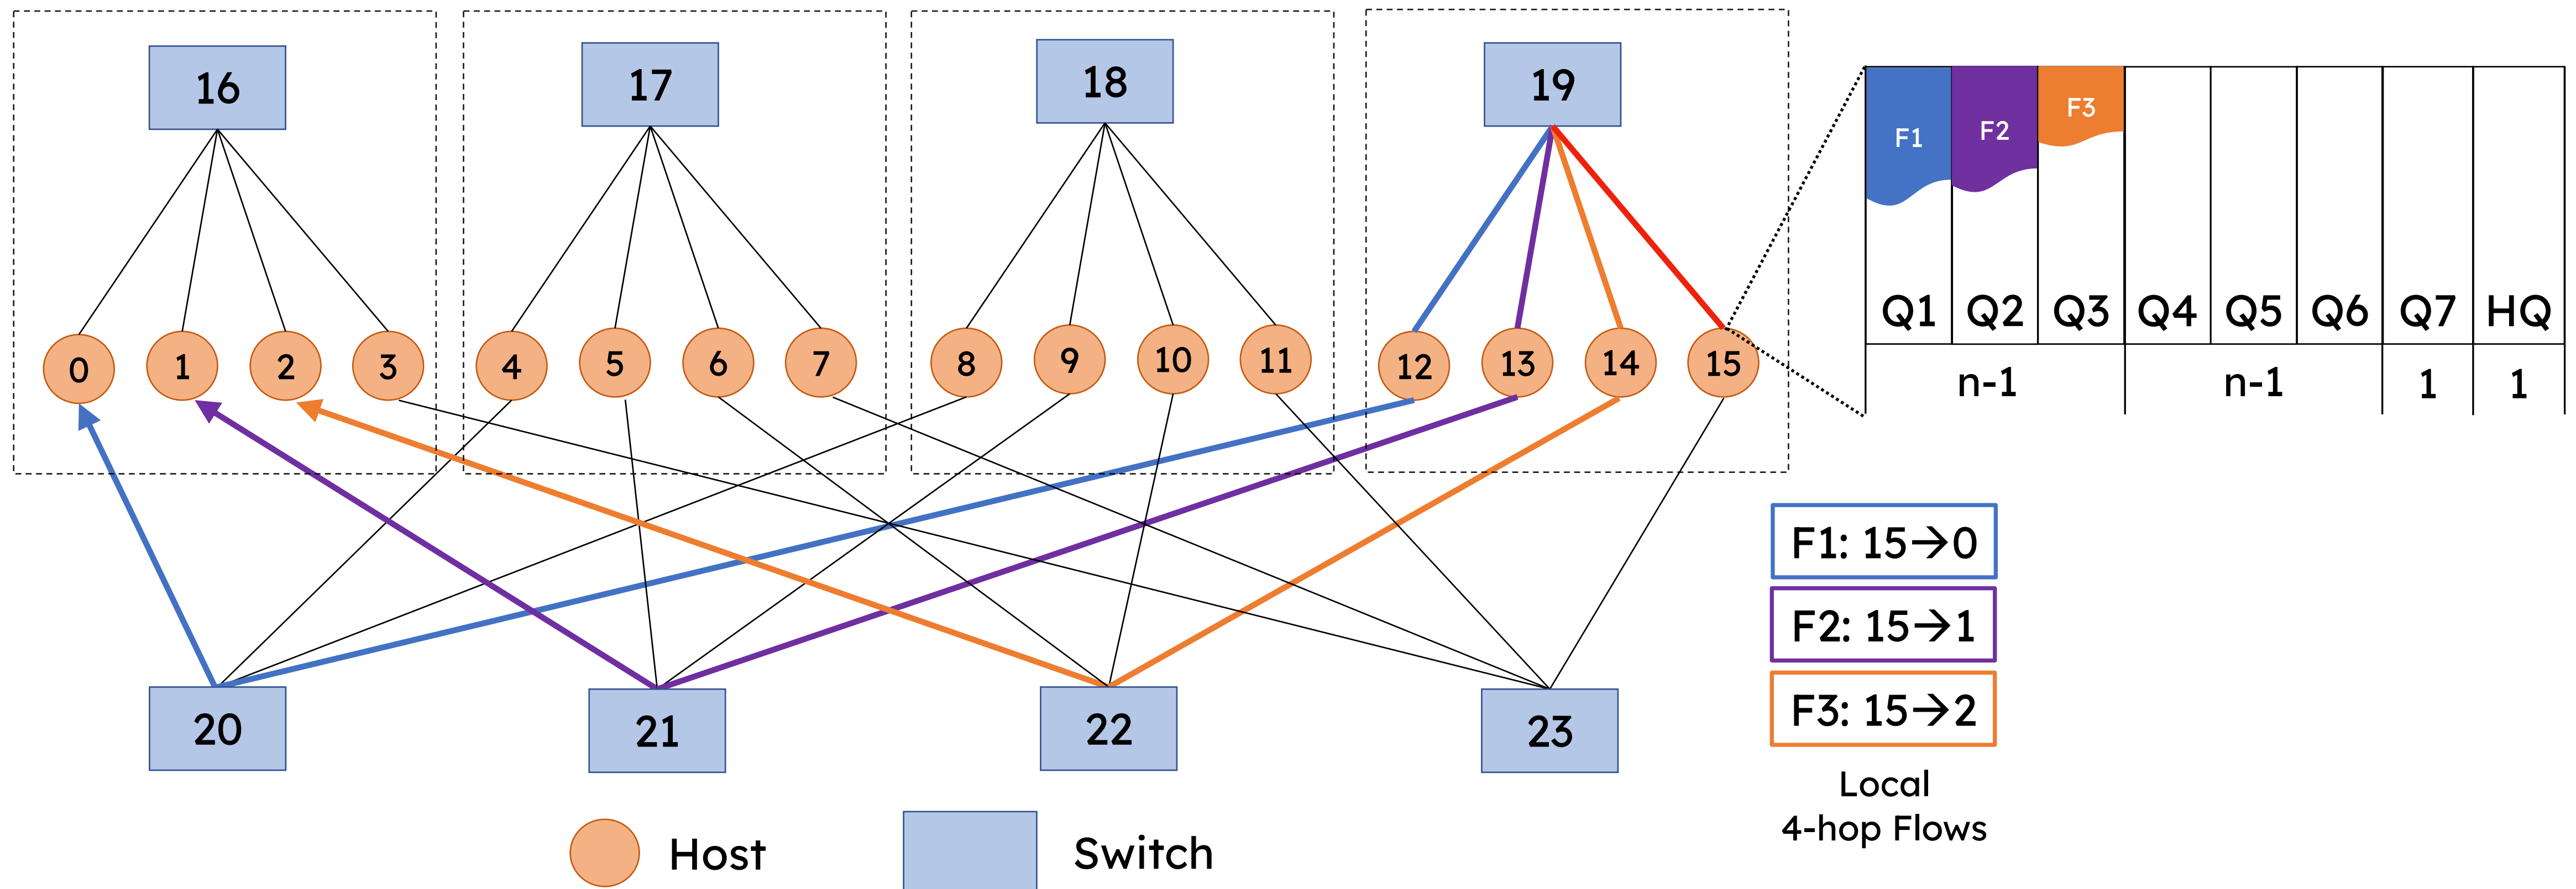 16 17 18 19
F1 F2 F3
Q1 Q2 Q3 Q4 Q5 Q6 Q7 HQ
n-1 n-1 1 1
0 1 2 3 4 5 6 7 8 9 10 11 12 13 14 15
F1: 15→0
F2: 15→1
F3: 15→2
20 21 22 23
Local
4-hop Flows
Host Switch